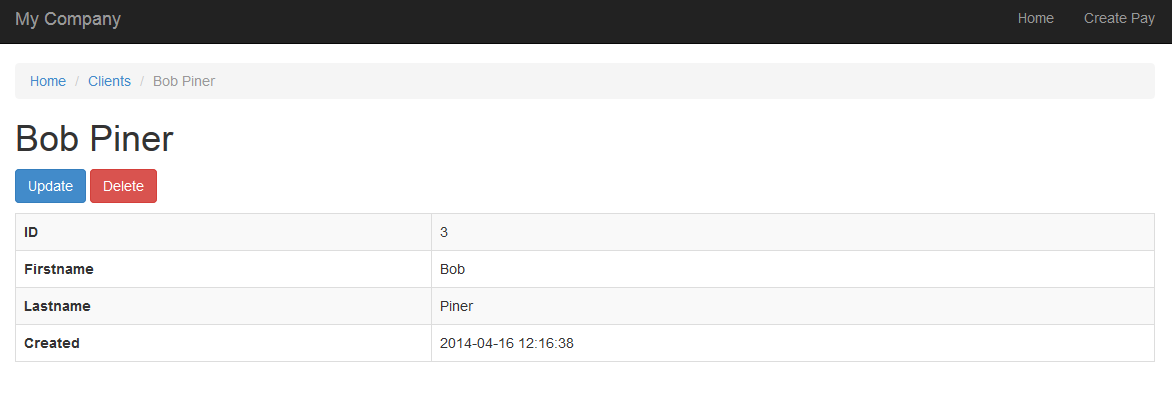 My Company Home Create Pay
Home / Clients / Bob Piner
Bob Piner
Update Delete
ID 3
Firstname Bob
Lastname Piner
Created 2014-04-16 12:16:38